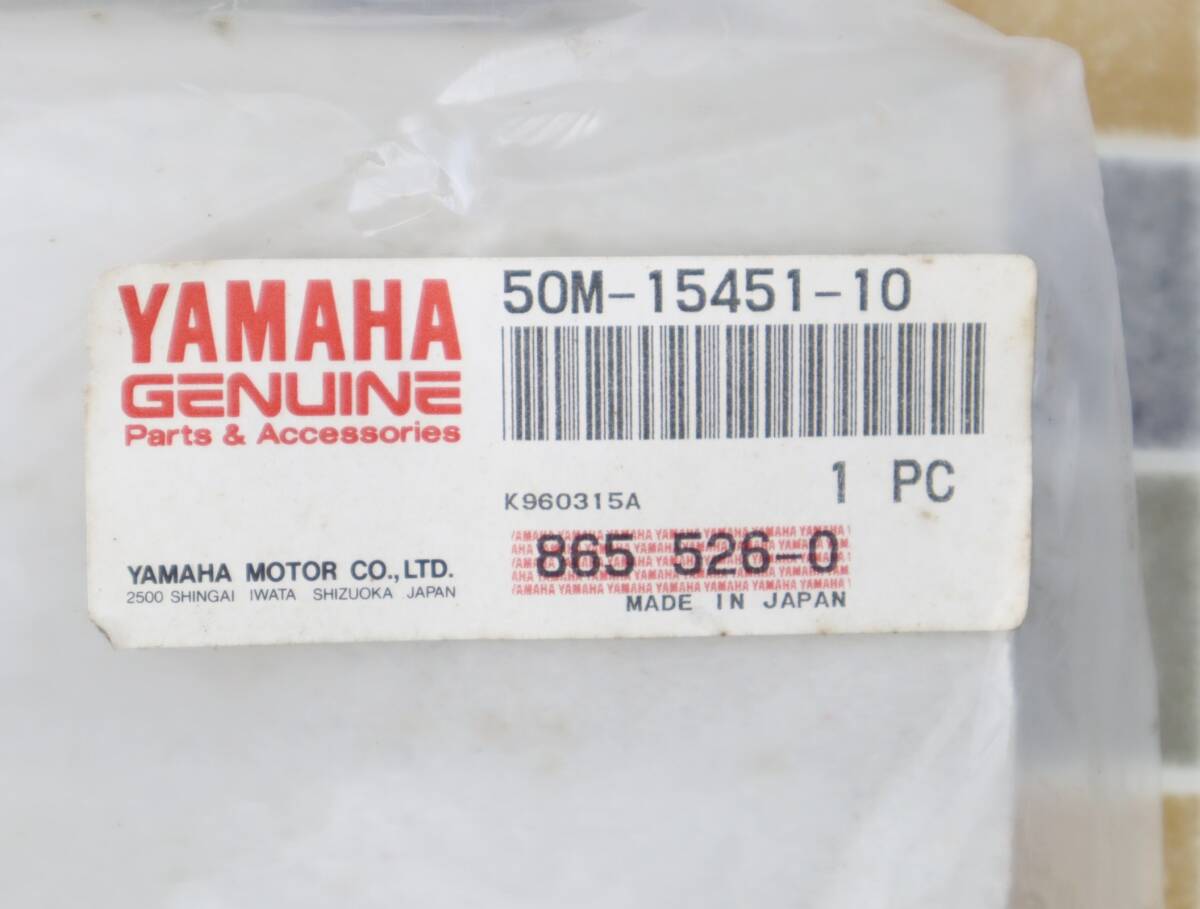 YAMAHA
GENUINE
Parts & Accessories
YAMAHA MOTOR CO.,LTD.
2500 SHINGAI IWATA SHIZUOKA JAPAN
50M-15451-10
1 PC
K960315A
865 526-0
MADE IN JAPAN